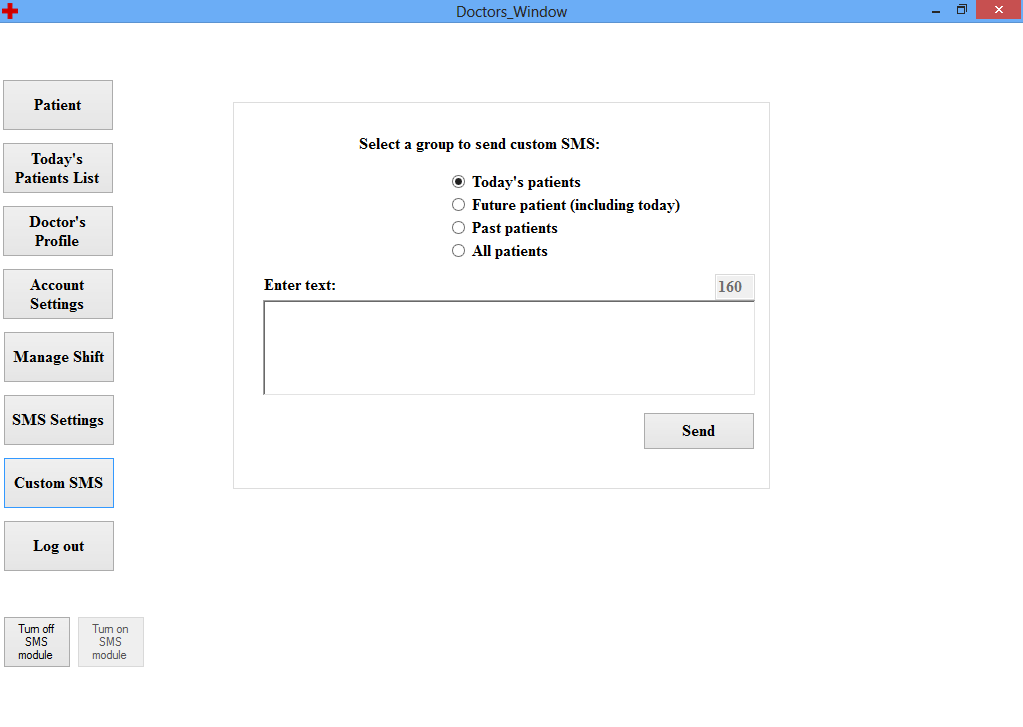 Doctors_Window
Patient
Today's
Patients List
Doctor's
Profile
Account
Settings
Manage Shift
SMS Settings
Custom SMS
Log out
Turn off
SMS
module
Turn on
SMS
module
Select a group to send custom SMS:
Today's patients
Future patient (including today)
Past patients
All patients
Enter text:
160
Send